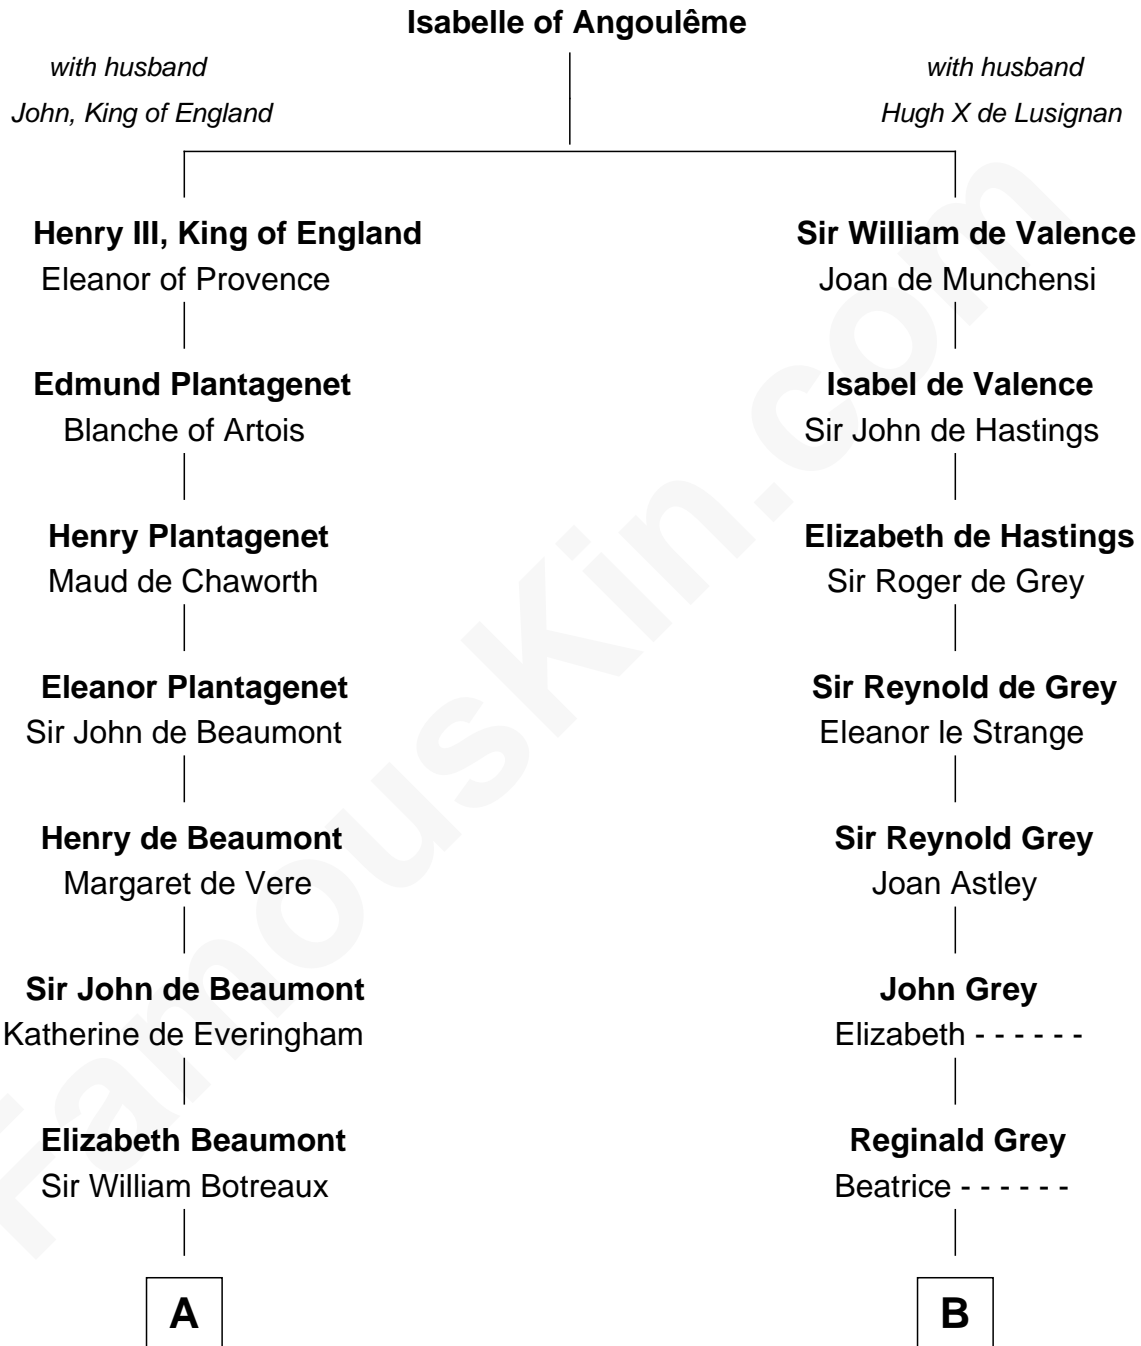 Isabelle of Angoulême
with husband
John, King of England
with husband
Hugh X de Lusignan
Henry III, King of England
Eleanor of Provence
Sir William de Valence
Joan de Munchensi
Edmund Plantagenet
Blanche of Artois
Isabel de Valence
Sir John de Hastings
Henry Plantagenet
Maud de Chaworth
Elizabeth de Hastings
Sir Roger de Grey
Eleanor Plantagenet
Sir John de Beaumont
Sir Reynold de Grey
Eleanor le Strange
Henry de Beaumont
Margaret de Vere
Sir Reynold Grey
Joan Astley
Sir John de Beaumont
Katherine de Everingham
John Grey
Elizabeth - - - - - -
Elizabeth Beaumont
Sir William Botreaux
Reginald Grey
Beatrice - - - - - -
A
B
FamousKin.com